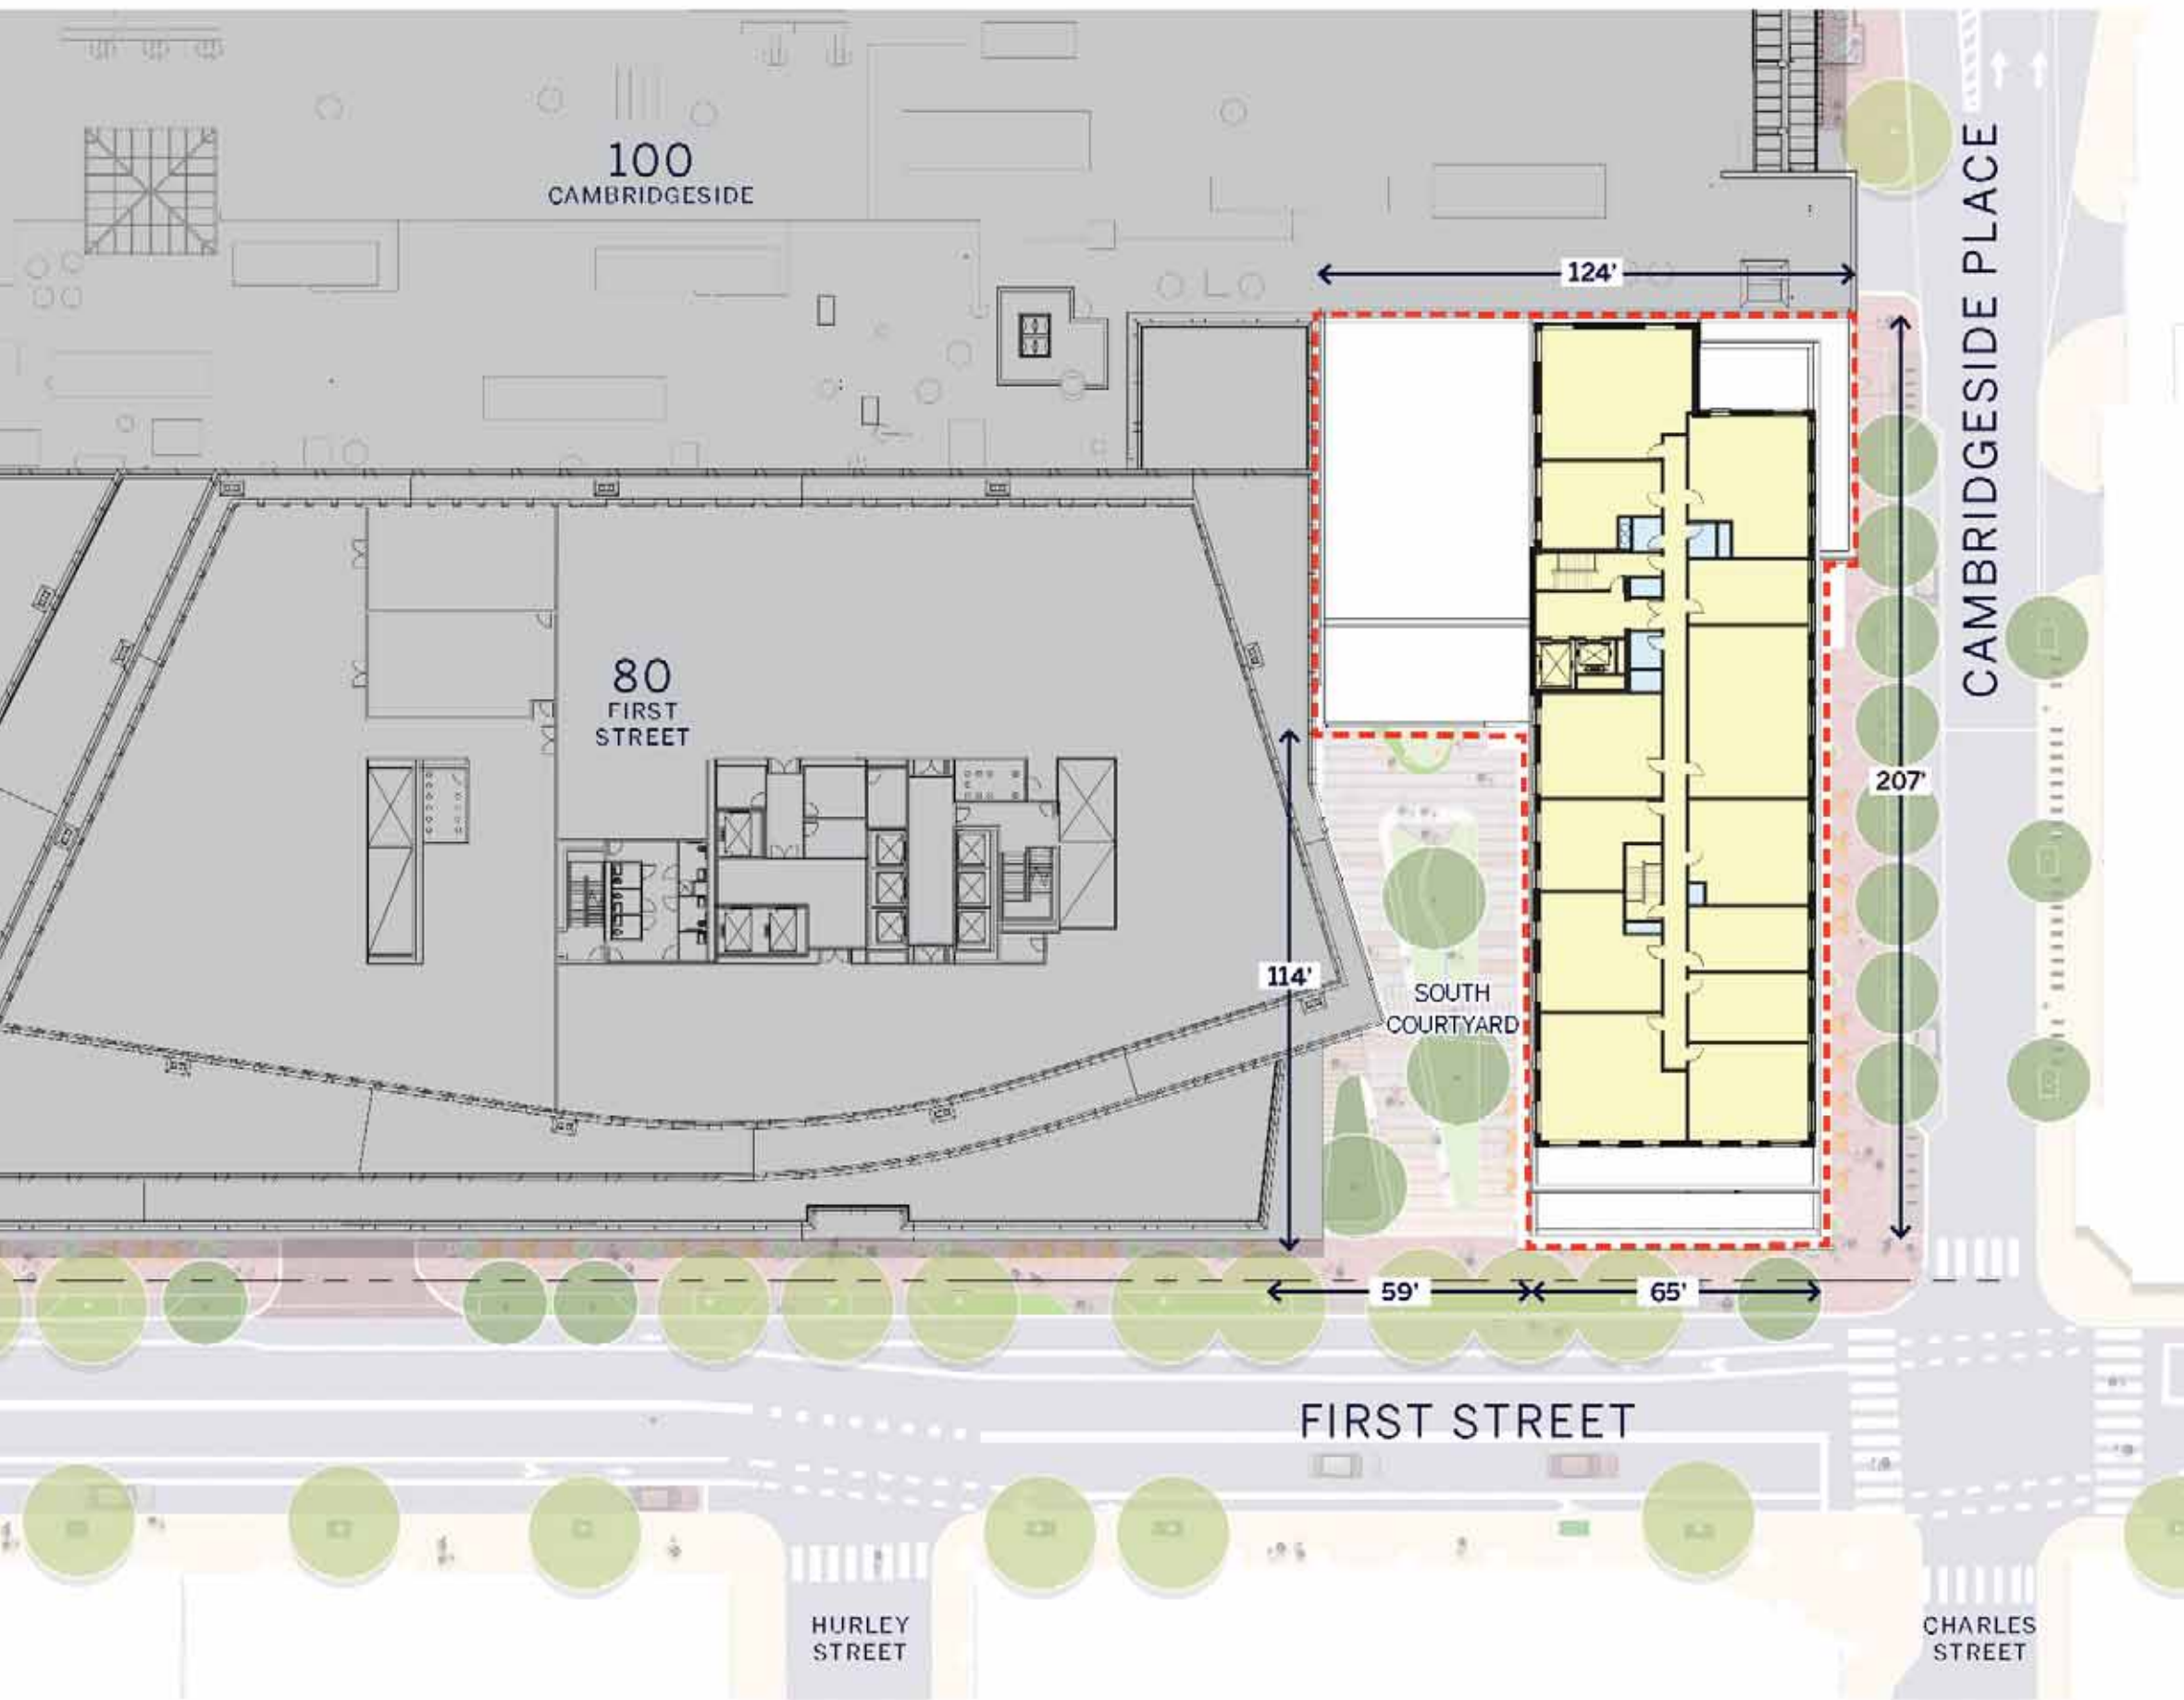 100
CAMBRIDGESIDE
124'
CAMBRIDGESIDE PLACE
80
FIRST
STREET
207'
114'
SOUTH
COURTYARD
59'
65'
FIRST STREET
HURLEY
STREET
CHARLES
STREET